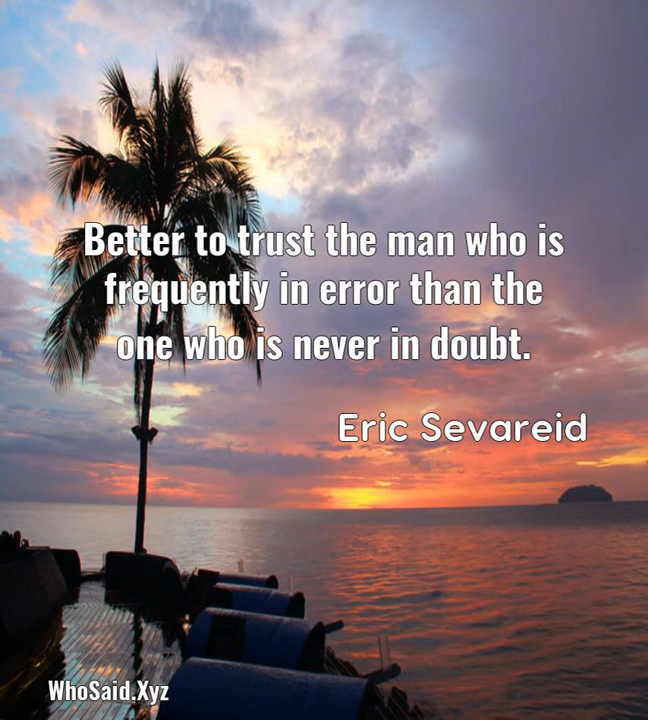 Better to trust the man who is
frequently in error than the
one who is never in doubt.
Eric Sevareid
WhoSaid.Xyz